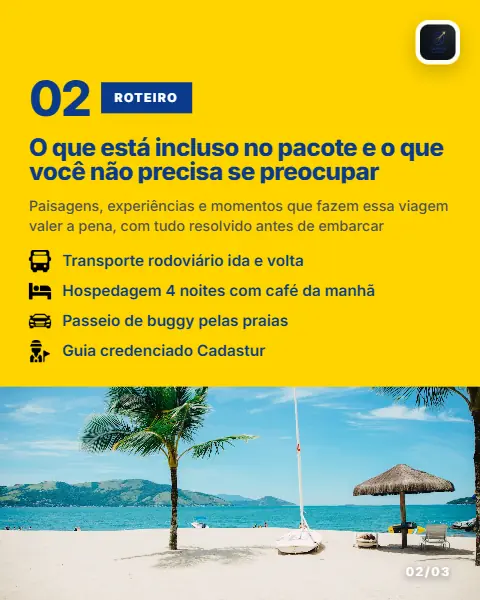 02 ROTEIRO
O que está incluso no pacote e o que
você não precisa se preocupar
Paisagens, experiências e momentos que fazem essa viagem
valer a pena, com tudo resolvido antes de embarcar
Transporte rodoviário ida e volta
Hospedagem 4 noites com café da manhã
Passeio de buggy pelas praias
Guia credenciado Cadastur
02/03